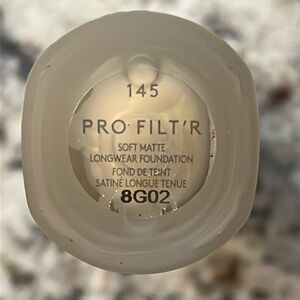 145
PRO FILT'R
SOFT MATTE
LONGWEAR FOUNDATION
FOND DE TEINT
SATINÉ LONGUE TENUE
8G02